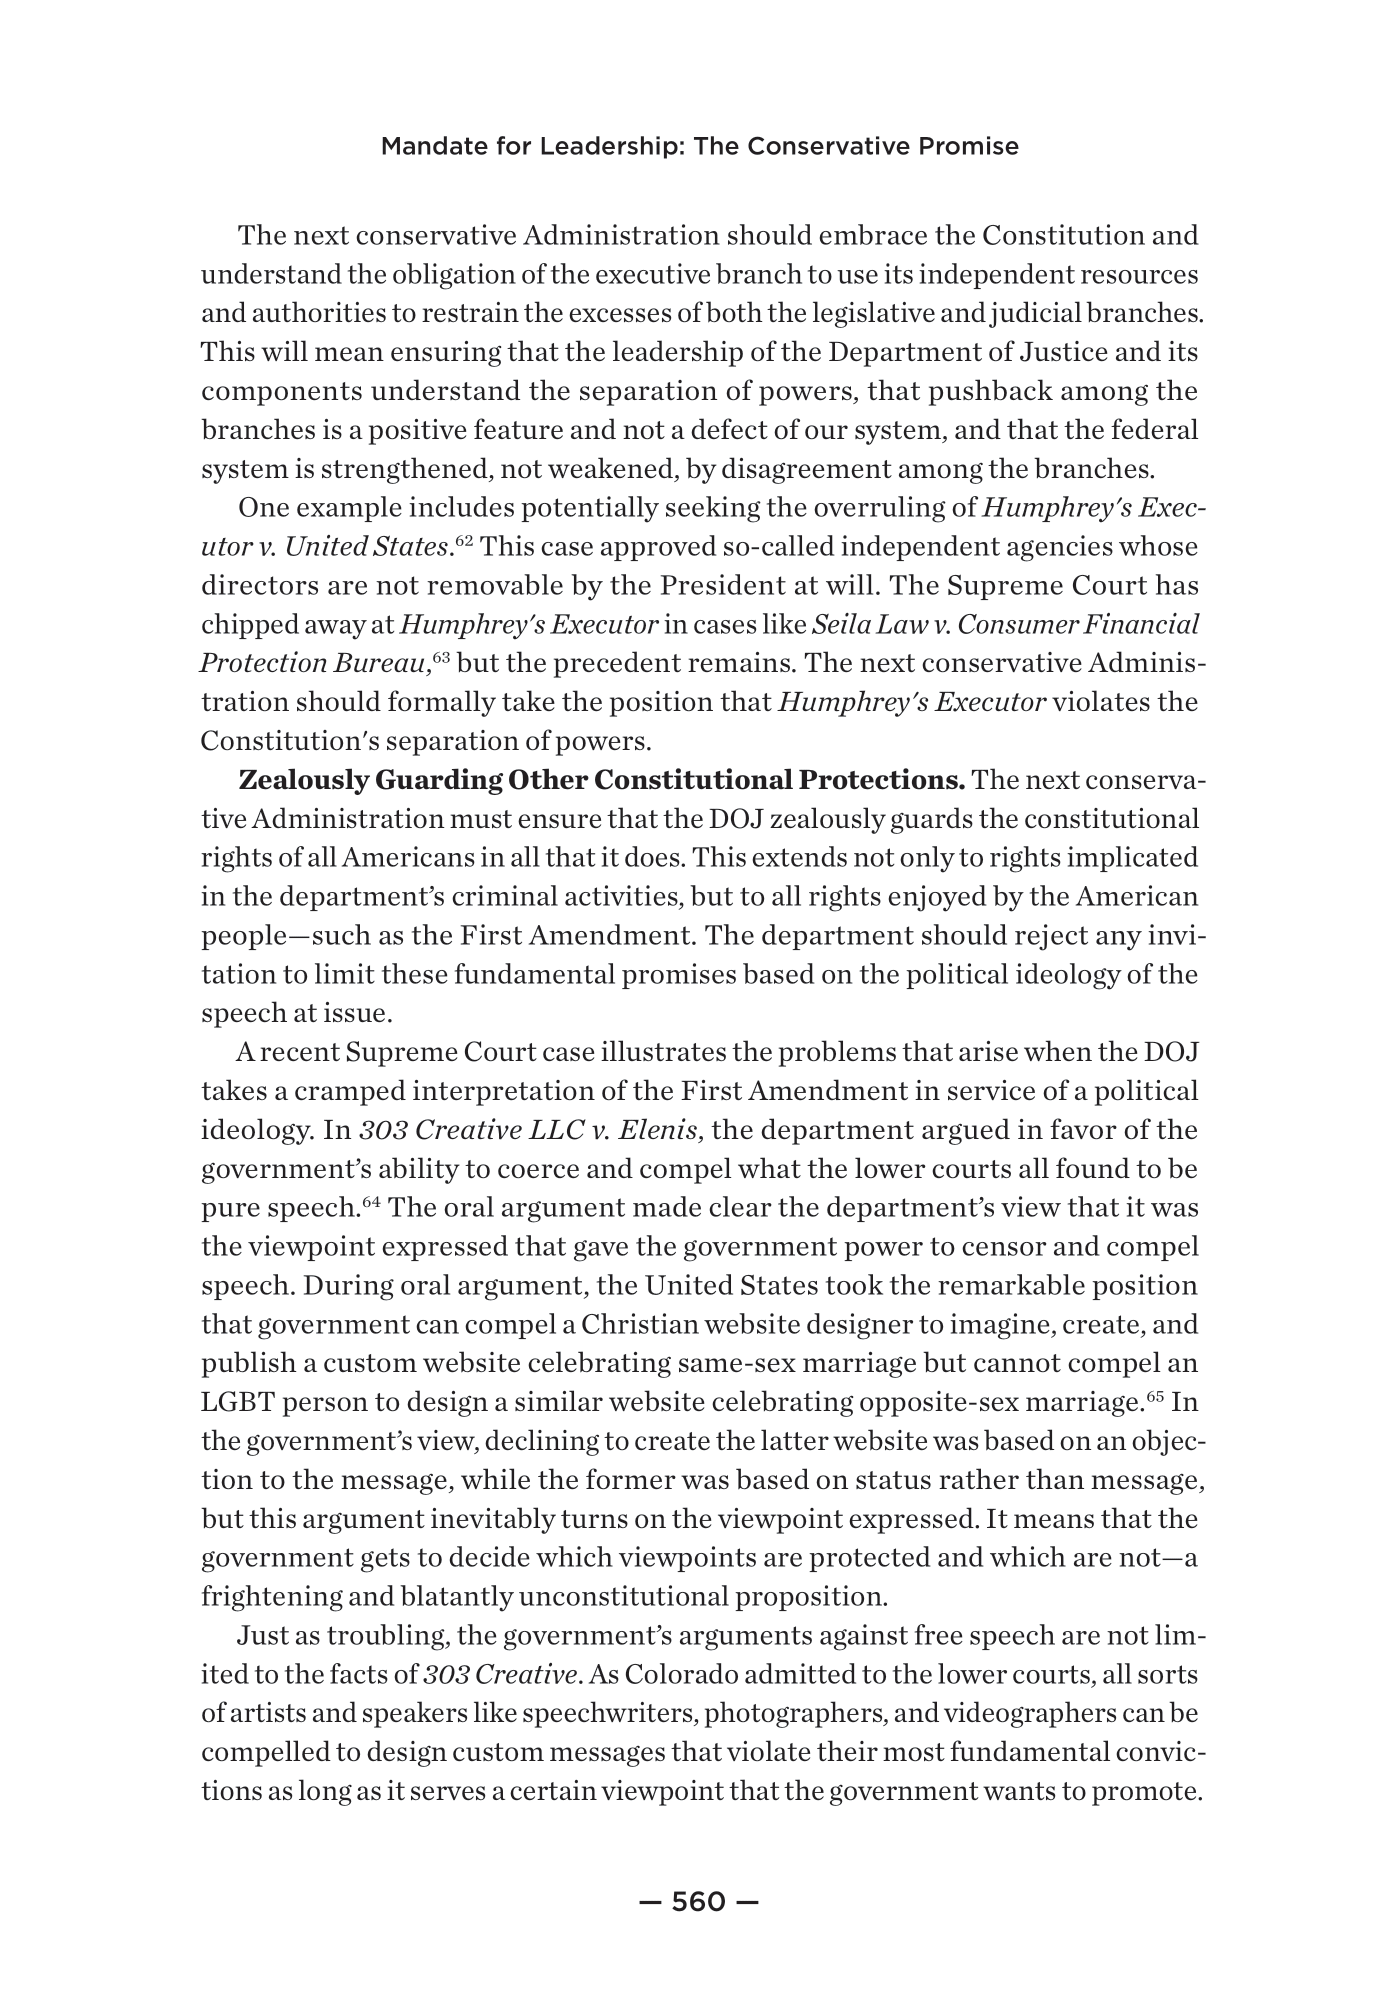 Mandate for Leadership: The Conservative Promise
The next conservative Administration should embrace the Constitution and
understand the obligation of the executive branch to use its independent resources
and authorities to restrain the excesses of both the legislative and judicial branches.
This will mean ensuring that the leadership of the Department of Justice and its
components understand the separation of powers, that pushback among the
branches is a positive feature and not a defect of our system, and that the federal
system is strengthened, not weakened, by disagreement among the branches.
One example includes potentially seeking the overruling of Humphrey's Exec-
utor v. United States.62 This case approved so-called independent agencies whose
directors are not removable by the President at will. The Supreme Court has
chipped away at Humphrey's Executor in cases like Seila Law v. Consumer Financial
Protection Bureau,63 but the precedent remains. The next conservative Adminis-
tration should formally take the position that Humphrey's Executor violates the
Constitution's separation of powers.
Zealously Guarding Other Constitutional Protections. The next conserva-
tive Administration must ensure that the DOJ zealously guards the constitutional
rights of all Americans in all that it does. This extends not only to rights implicated
in the department’s criminal activities, but to all rights enjoyed by the American
people—such as the First Amendment. The department should reject any invi-
tation to limit these fundamental promises based on the political ideology of the
speech at issue.
A recent Supreme Court case illustrates the problems that arise when the DOJ
takes a cramped interpretation of the First Amendment in service of a political
ideology. In 303 Creative LLC v. Elenis, the department argued in favor of the
government’s ability to coerce and compel what the lower courts all found to be
pure speech.64 The oral argument made clear the department’s view that it was
the viewpoint expressed that gave the government power to censor and compel
speech. During oral argument, the United States took the remarkable position
that government can compel a Christian website designer to imagine, create, and
publish a custom website celebrating same-sex marriage but cannot compel an
LGBT person to design a similar website celebrating opposite-sex marriage.65 In
the government’s view, declining to create the latter website was based on an objec-
tion to the message, while the former was based on status rather than message,
but this argument inevitably turns on the viewpoint expressed. It means that the
government gets to decide which viewpoints are protected and which are not—a
frightening and blatantly unconstitutional proposition.
Just as troubling, the government’s arguments against free speech are not lim-
ited to the facts of 303 Creative. As Colorado admitted to the lower courts, all sorts
of artists and speakers like speechwriters, photographers, and videographers can be
compelled to design custom messages that violate their most fundamental convic-
tions as long as it serves a certain viewpoint that the government wants to promote.
— 560 —